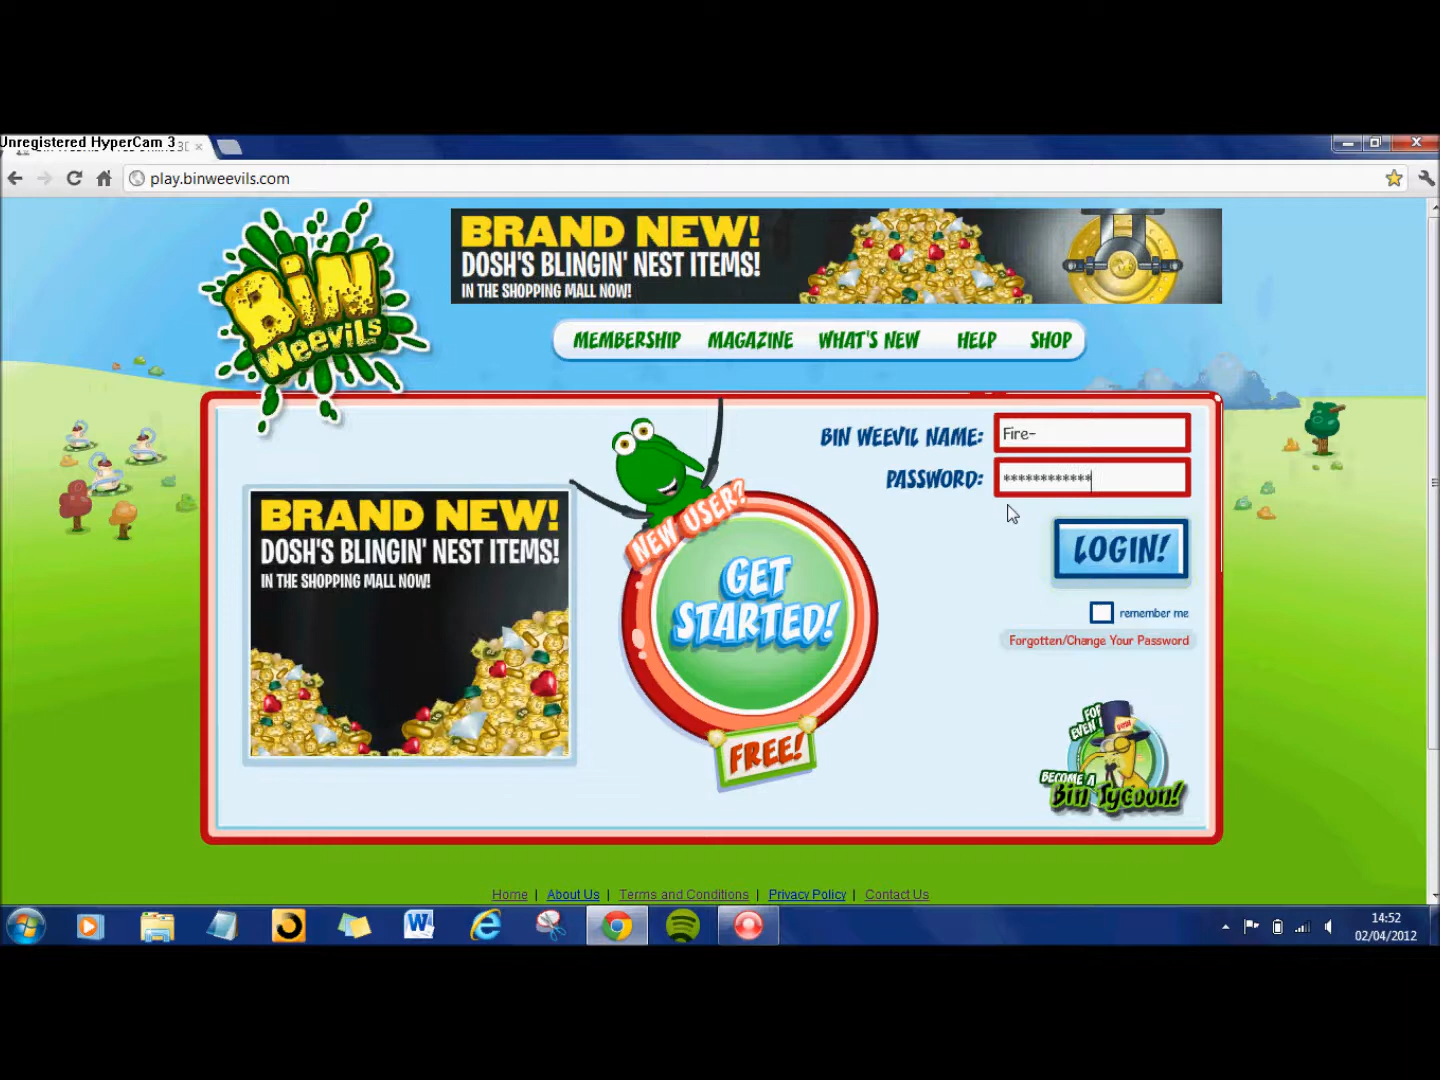 Unregistered HyperCam 3
play.binweevils.com
BiN
Weevils
BRAND NEW!
DOSH'S BLINGIN' NEST ITEMS!
IN THE SHOPPING MALL NOW!
MEMBERSHIP MAGAZINE WHAT'S NEW HELP SHOP
BIN WEEVIL NAME: Fire-
PASSWORD: ************
BRAND NEW!
DOSH'S BLINGIN' NEST ITEMS!
IN THE SHOPPING MALL NOW!
NEW USER?
GET
STARTED!
FREE!
LOGIN!
remember me
Forgotten/Change Your Password
BECOME A
Bin Tycoon!
Home | About Us | Terms and Conditions | Privacy Policy | Contact Us
14:52
02/04/2012